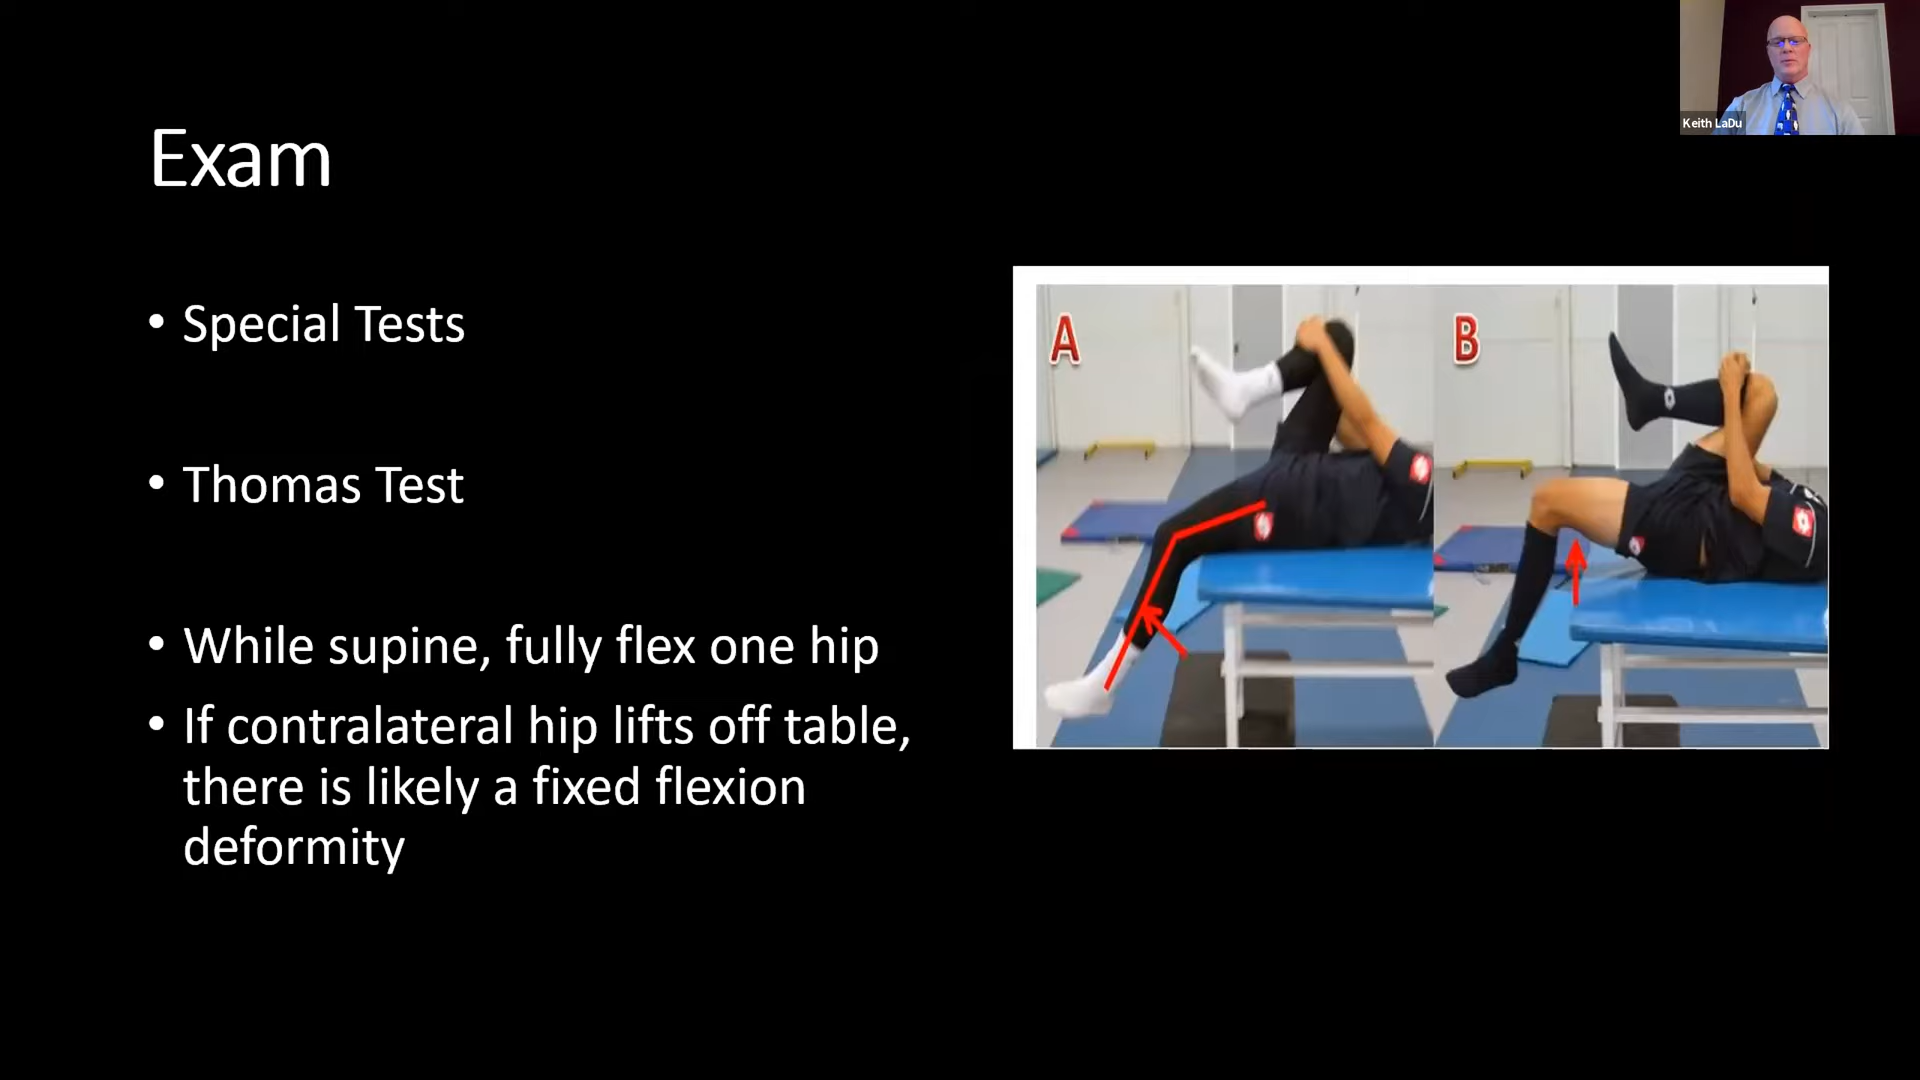 Keith LaDu
Exam
• Special Tests
• Thomas Test
• While supine, fully flex one hip
• If contralateral hip lifts off table,
there is likely a fixed flexion
deformity
A
B